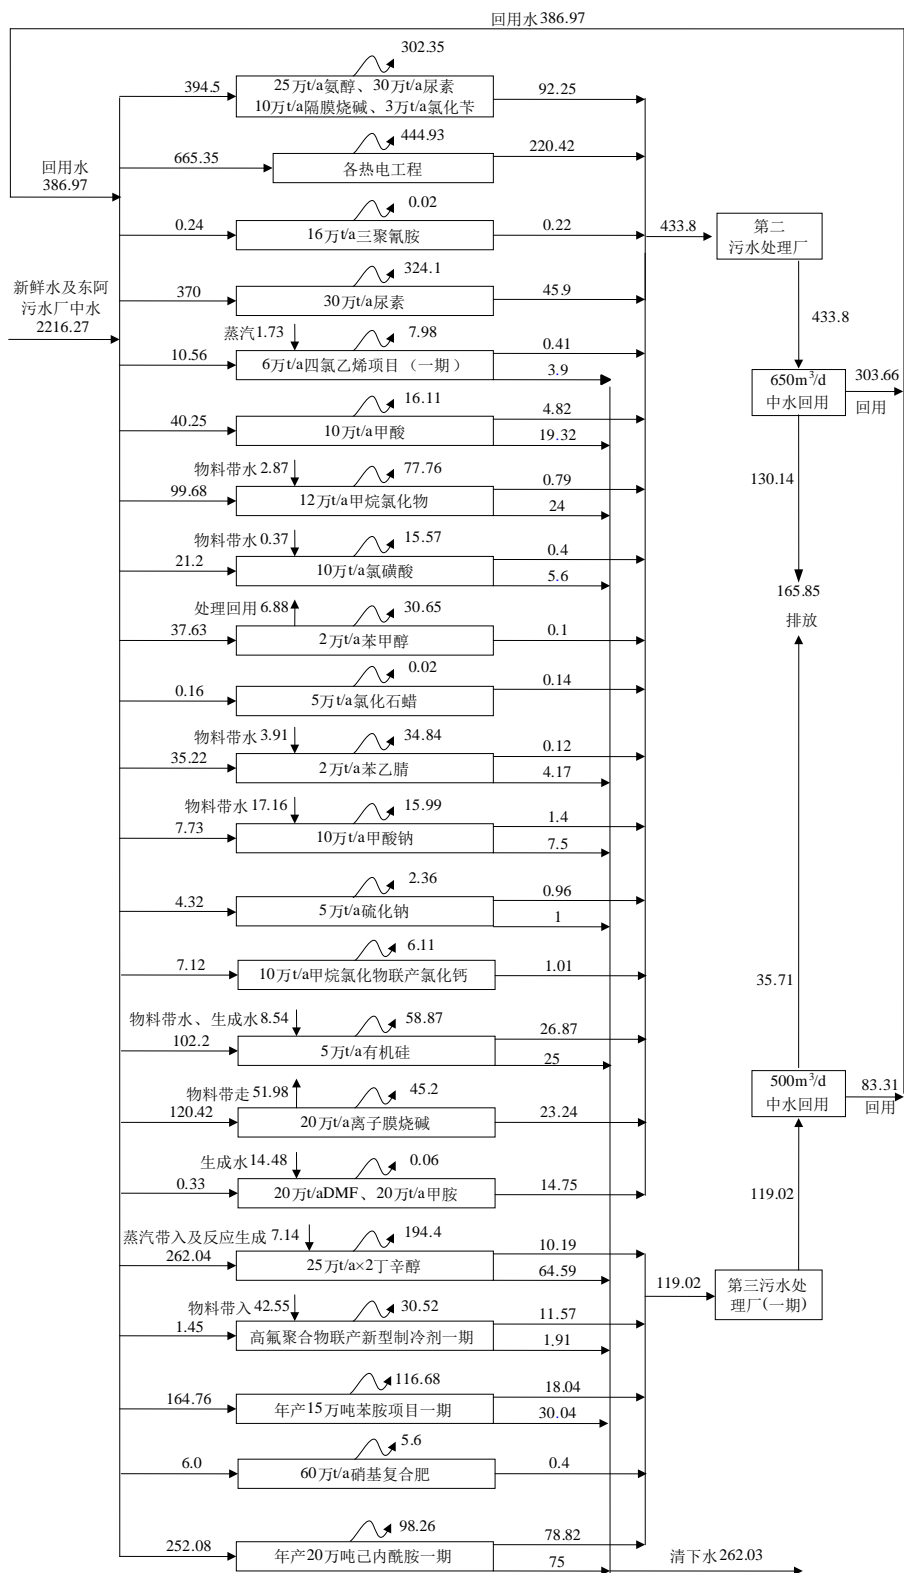 回用水386.97
302.35
394.5
25万t/a氨醇、30万t/a尿素
10万t/a隔膜烧碱、3万t/a氯化苄
92.25
回用水
386.97
444.93
665.35
各热电工程
220.42
0.02
0.24
16万t/a三聚氰胺
0.22
433.8
第二
污水处理厂
新鲜水及东阿
污水厂中水
2216.27
324.1
370
30万t/a尿素
45.9
433.8
蒸汽1.73
7.98
10.56
6万t/a四氯乙烯项目（一期）
0.41
3.9
650m³/d
中水回用
303.66
回用
16.11
40.25
10万t/a甲酸
4.82
19.32
130.14
物料带水2.87
77.76
99.68
12万t/a甲烷氯化物
0.79
24
物料带水0.37
15.57
21.2
10万t/a氯磺酸
0.4
5.6
165.85
排放
处理回用6.88
30.65
37.63
2万t/a苯甲醇
0.1
0.02
0.16
5万t/a氯化石蜡
0.14
物料带水3.91
34.84
35.22
2万t/a苯乙腈
0.12
4.17
物料带水17.16
15.99
7.73
10万t/a甲酸钠
1.4
7.5
2.36
4.32
5万t/a硫化钠
0.96
1
6.11
7.12
10万t/a甲烷氯化物联产氯化钙
1.01
35.71
物料带水、生成水8.54
58.87
102.2
5万t/a有机硅
26.87
25
物料带走51.98
45.2
120.42
20万t/a离子膜烧碱
23.24
500m³/d
中水回用
83.31
回用
生成水14.48
0.06
0.33
20万t/aDMF、20万t/a甲胺
14.75
119.02
蒸汽带入及反应生成7.14
194.4
262.04
25万t/a×2丁辛醇
10.19
64.59
119.02
第三污水处
理厂(一期)
物料带入42.55
30.52
1.45
高氟聚合物联产新型制冷剂一期
11.57
1.91
116.68
164.76
年产15万吨苯胺项目一期
18.04
30.04
5.6
6.0
60万t/a硝基复合肥
0.4
98.26
252.08
年产20万吨己内酰胺一期
78.82
75
清下水262.03